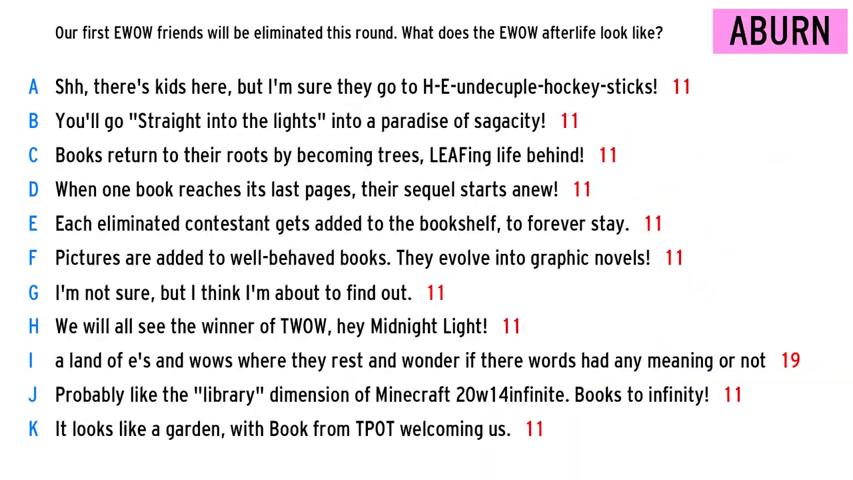 Our first EWOW friends will be eliminated this round. What does the EWOW afterlife look like?
ABURN
A Shh, there's kids here, but I'm sure they go to H-E-undecuple-hockey-sticks! 11
B You'll go "Straight into the lights" into a paradise of sagacity! 11
C Books return to their roots by becoming trees, LEAFing life behind! 11
D When one book reaches its last pages, their sequel starts anew! 11
E Each eliminated contestant gets added to the bookshelf, to forever stay. 11
F Pictures are added to well-behaved books. They evolve into graphic novels! 11
G I'm not sure, but I think I'm about to find out. 11
H We will all see the winner of TWOW, hey Midnight Light! 11
I a land of e's and wows where they rest and wonder if there words had any meaning or not 19
J Probably like the "library" dimension of Minecraft 20w14infinite. Books to infinity! 11
K It looks like a garden, with Book from TPOT welcoming us. 11